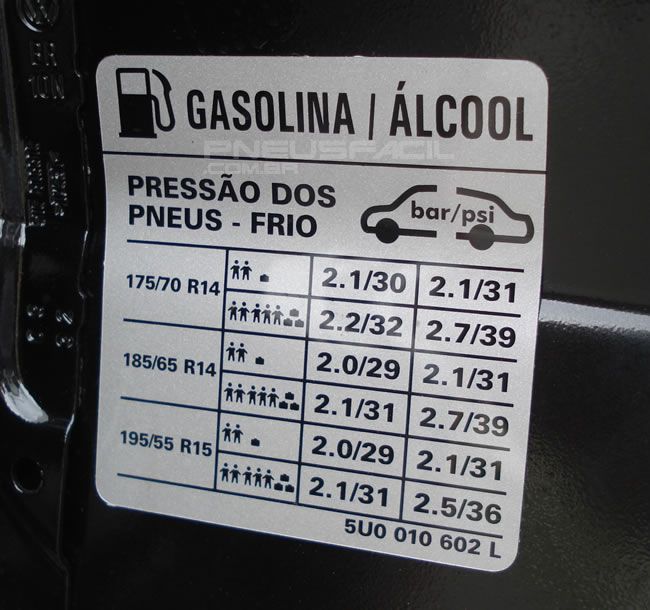 GASOLINA / ÁLCOOL
PNEUSFACIL
.COM.BR
PRESSÃO DOS
PNEUS - FRIO
bar/psi
175/70 R14 2.1/30 2.1/31
2.2/32 2.7/39
185/65 R14 2.0/29 2.1/31
2.1/31 2.7/39
195/55 R15 2.0/29 2.1/31
2.1/31 2.5/36
5U0 010 602 L